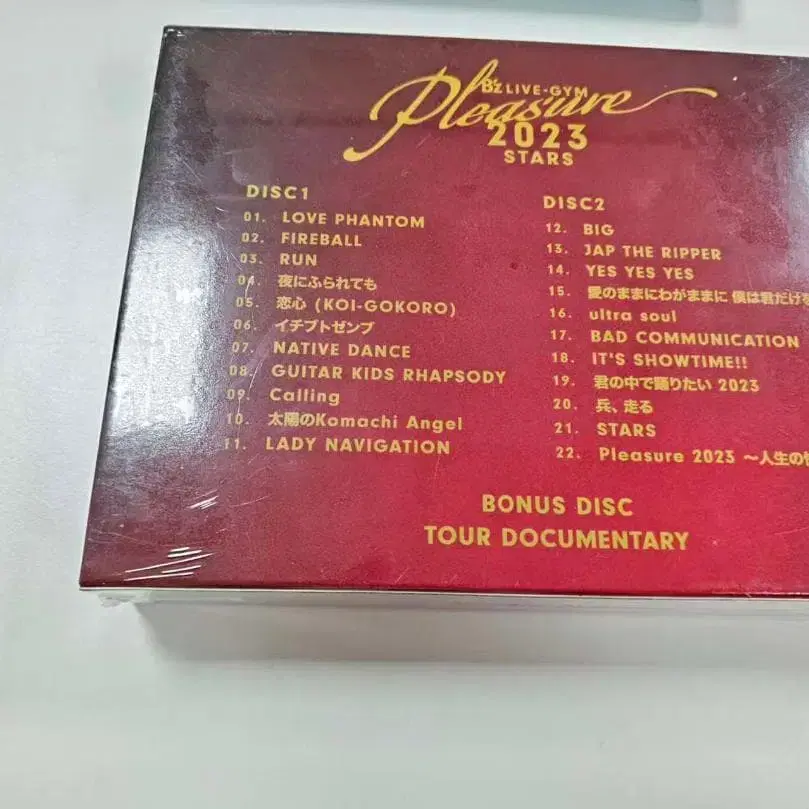 B'z LIVE-GYM
Pleasure
2023
STARS
DISC1
01. LOVE PHANTOM
02. FIREBALL
03. RUN
04. 夜にふられても
05. 恋心 (KOI-GOKORO)
06. イチブトゼンブ
07. NATIVE DANCE
08. GUITAR KIDS RHAPSODY
09. Calling
10. 太陽のKomachi Angel
11. LADY NAVIGATION
DISC2
12. BIG
13. JAP THE RIPPER
14. YES YES YES
15. 愛のままにわがままに 僕は君だけを
16. ultra soul
17. BAD COMMUNICATION
18. IT'S SHOWTIME!!
19. 君の中で踊りたい 2023
20. 兵、走る
21. STARS
22. Pleasure 2023 〜人生の
BONUS DISC
TOUR DOCUMENTARY